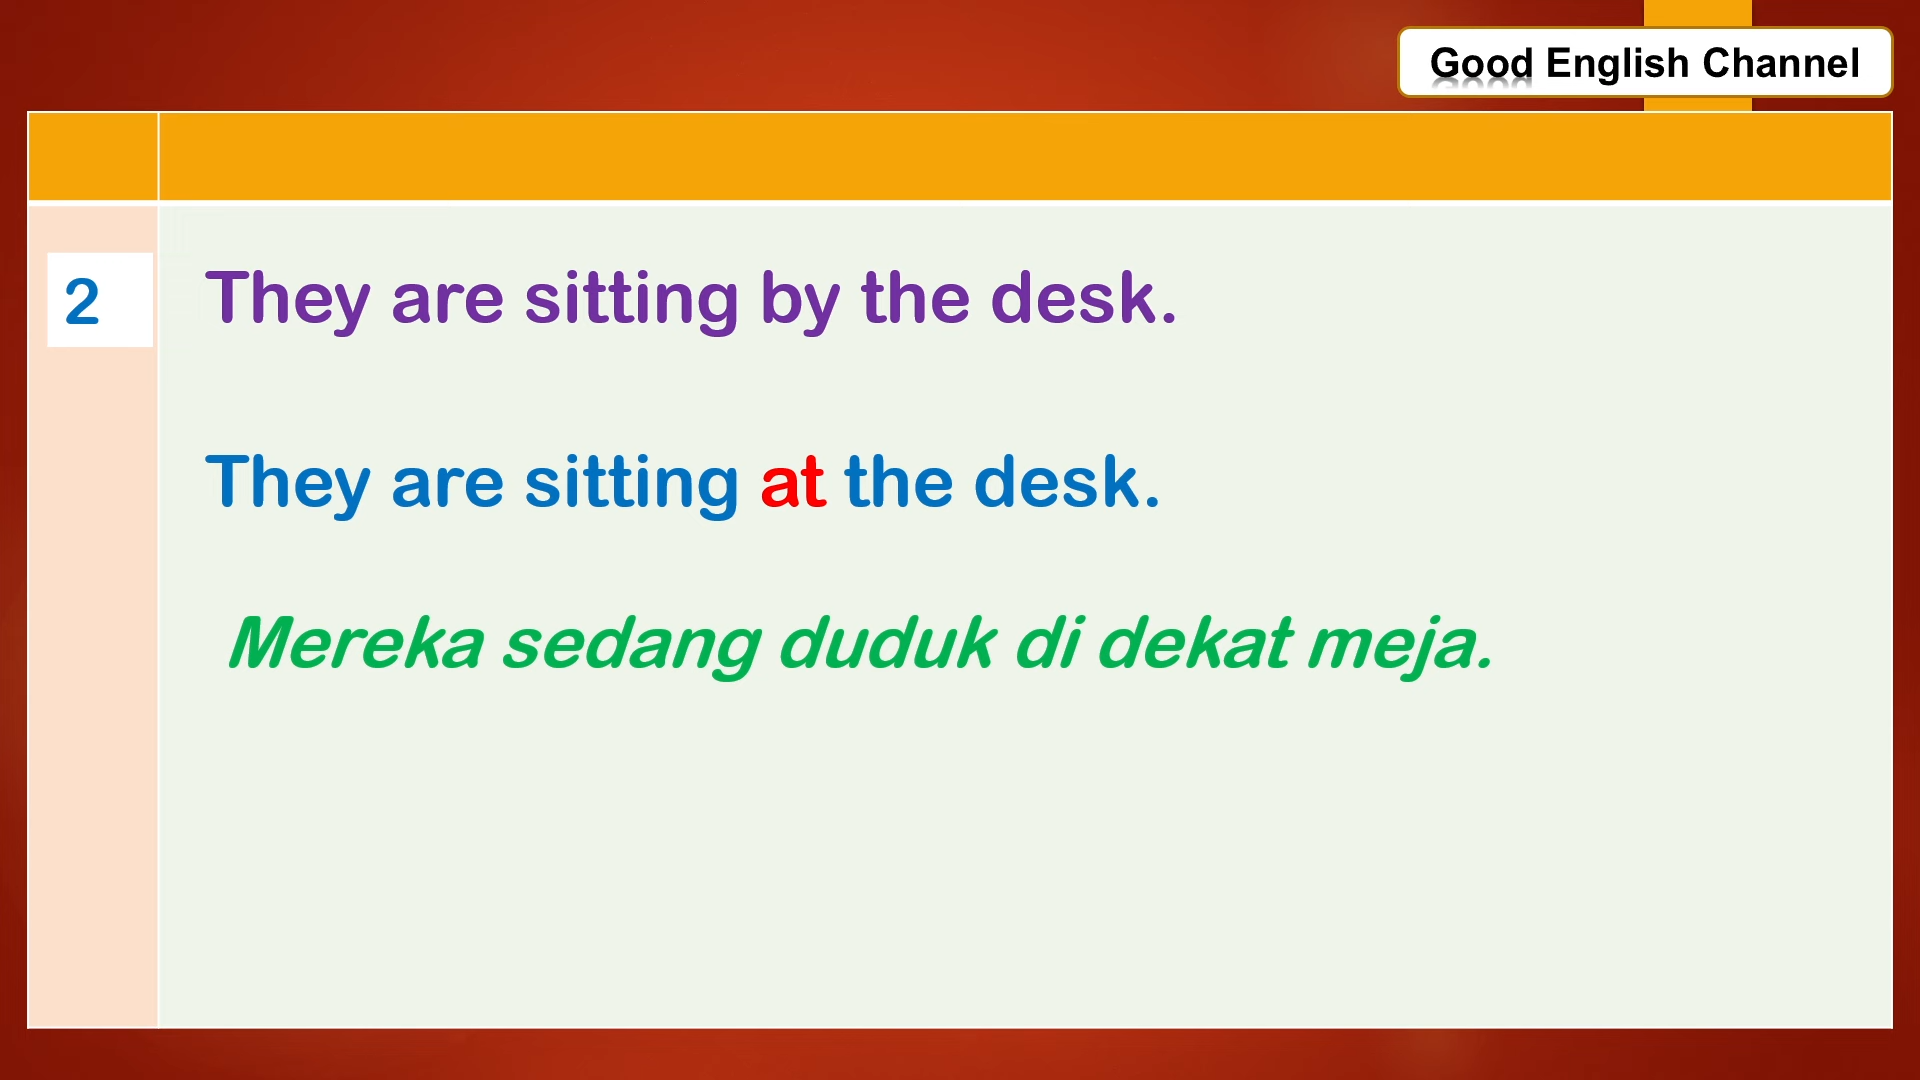 Good English Channel
2
They are sitting by the desk.
They are sitting at the desk.
Mereka sedang duduk di dekat meja.